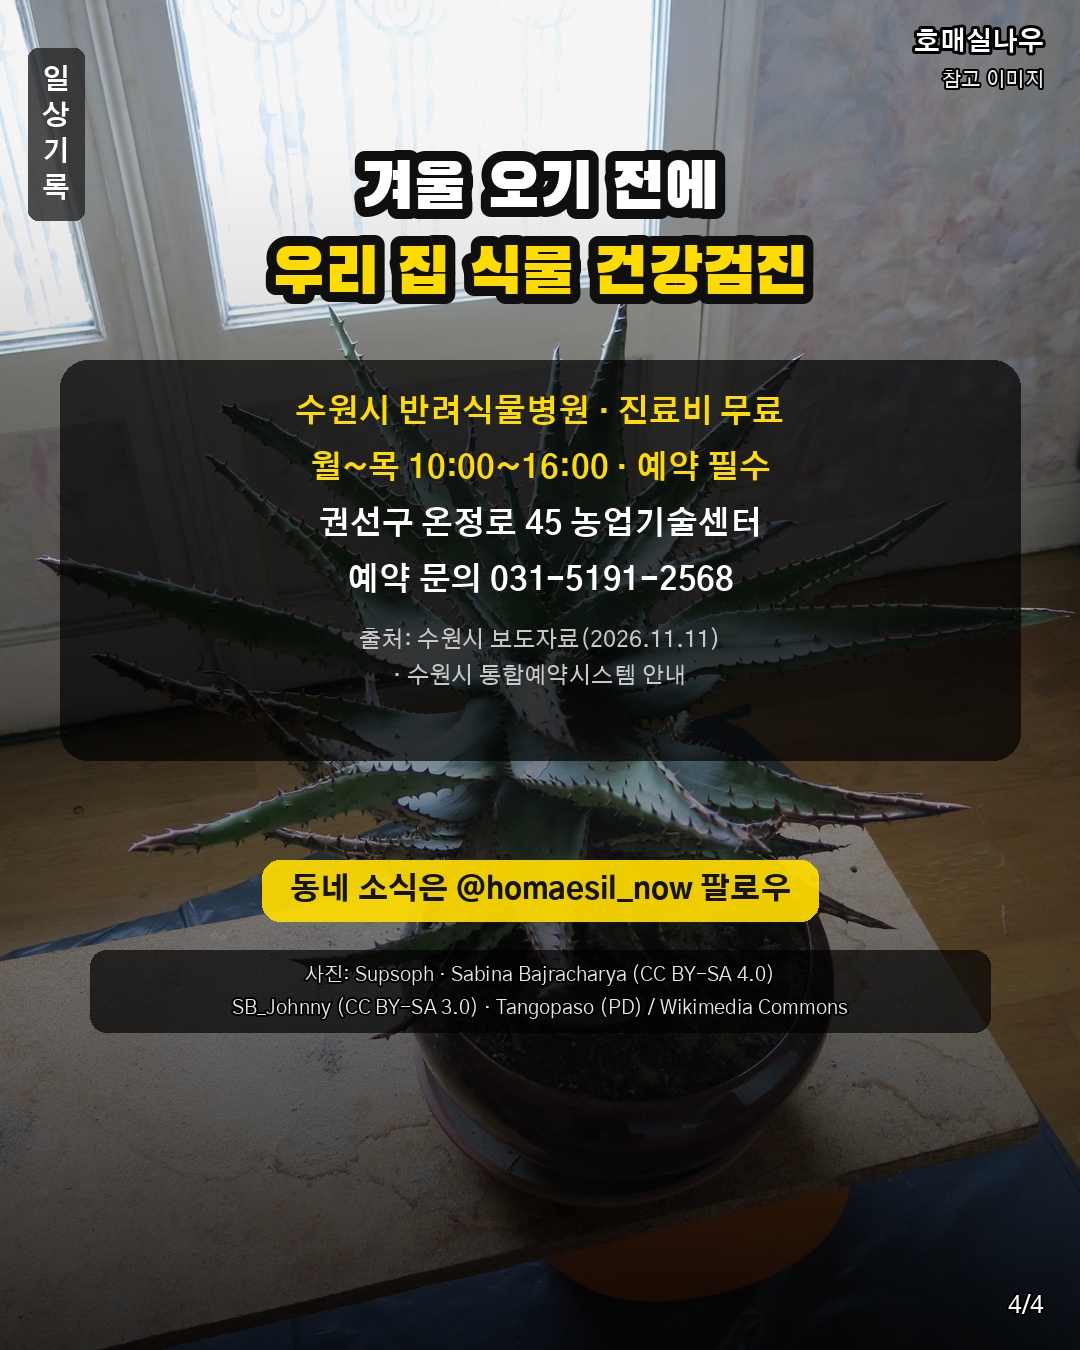 일상기록
호매실나우
참고 이미지
겨울 오기 전에
우리 집 식물 건강검진
수원시 반려식물병원 · 진료비 무료
월~목 10:00~16:00 · 예약 필수
권선구 온정로 45 농업기술센터
예약 문의 031-5191-2568
출처: 수원시 보도자료(2026.11.11)
· 수원시 통합예약시스템 안내
동네 소식은 @homaesil_now 팔로우
사진: Supsoph · Sabina Bajracharya (CC BY-SA 4.0)
SB_Johnny (CC BY-SA 3.0) · Tangopaso (PD) / Wikimedia Commons
4/4